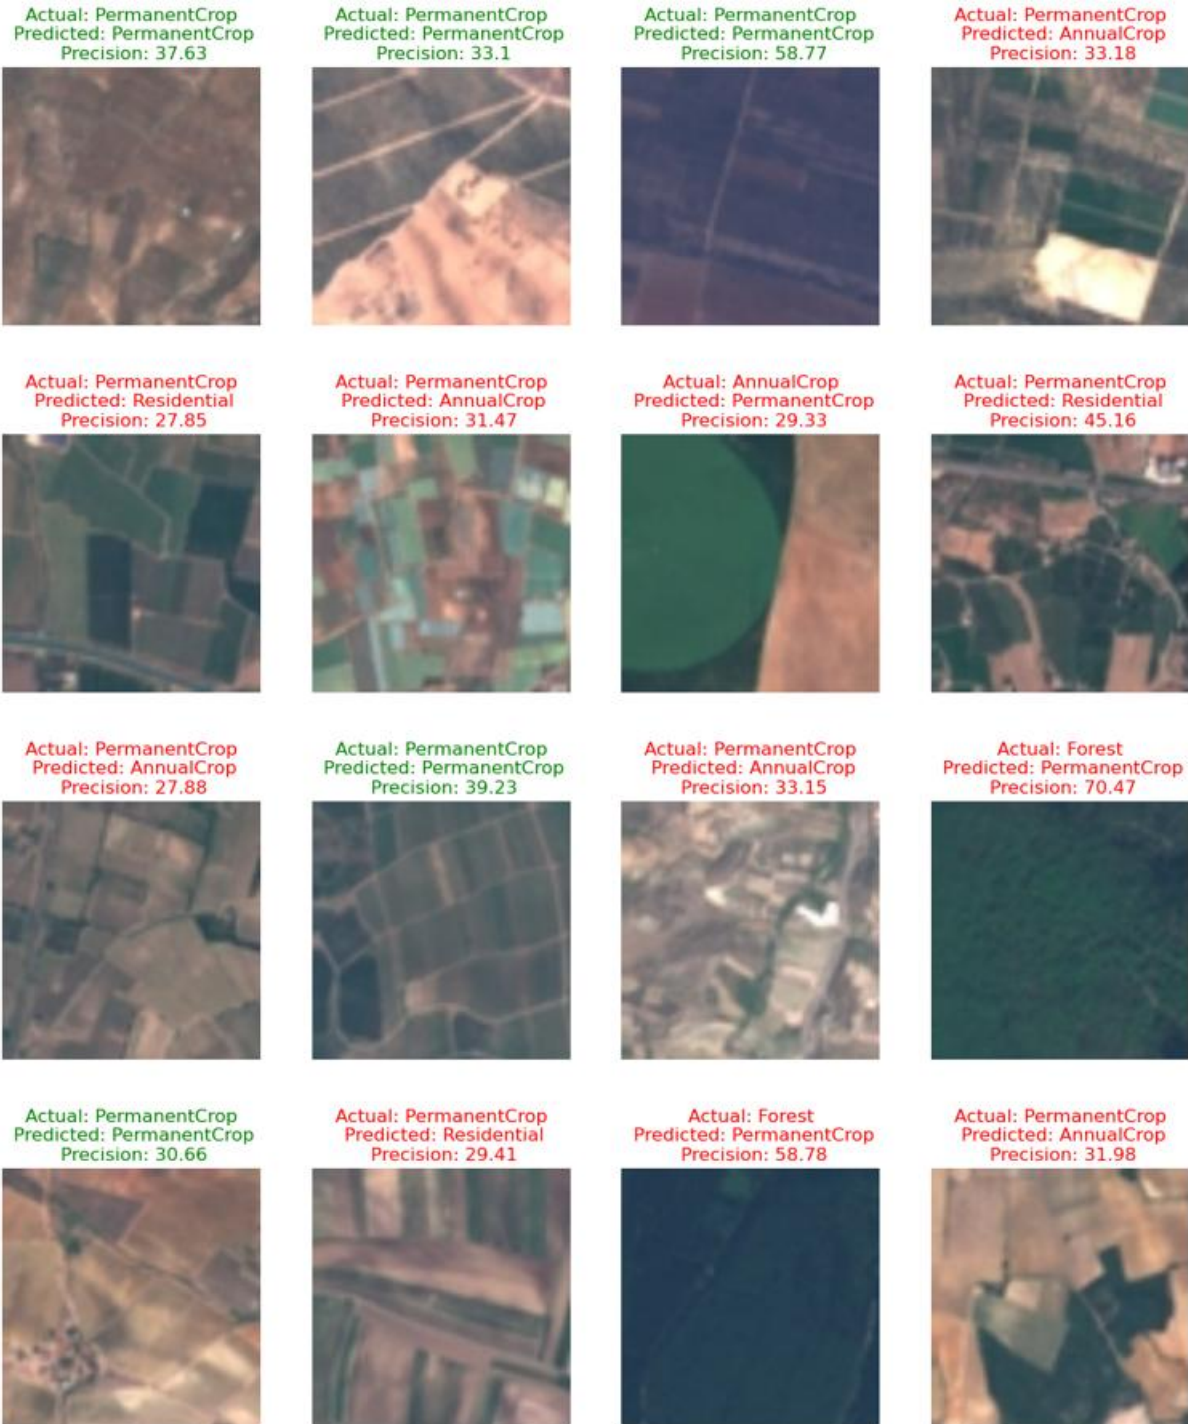 Actual: PermanentCrop
Predicted: PermanentCrop
Precision: 37.63
Actual: PermanentCrop
Predicted: PermanentCrop
Precision: 33.1
Actual: PermanentCrop
Predicted: PermanentCrop
Precision: 58.77
Actual: PermanentCrop
Predicted: AnnualCrop
Precision: 33.18
Actual: PermanentCrop
Predicted: Residential
Precision: 27.85
Actual: PermanentCrop
Predicted: AnnualCrop
Precision: 31.47
Actual: AnnualCrop
Predicted: PermanentCrop
Precision: 29.33
Actual: PermanentCrop
Predicted: Residential
Precision: 45.16
Actual: PermanentCrop
Predicted: AnnualCrop
Precision: 27.88
Actual: PermanentCrop
Predicted: PermanentCrop
Precision: 39.23
Actual: PermanentCrop
Predicted: AnnualCrop
Precision: 33.15
Actual: Forest
Predicted: PermanentCrop
Precision: 70.47
Actual: PermanentCrop
Predicted: PermanentCrop
Precision: 30.66
Actual: PermanentCrop
Predicted: Residential
Precision: 29.41
Actual: Forest
Predicted: PermanentCrop
Precision: 58.78
Actual: PermanentCrop
Predicted: AnnualCrop
Precision: 31.98